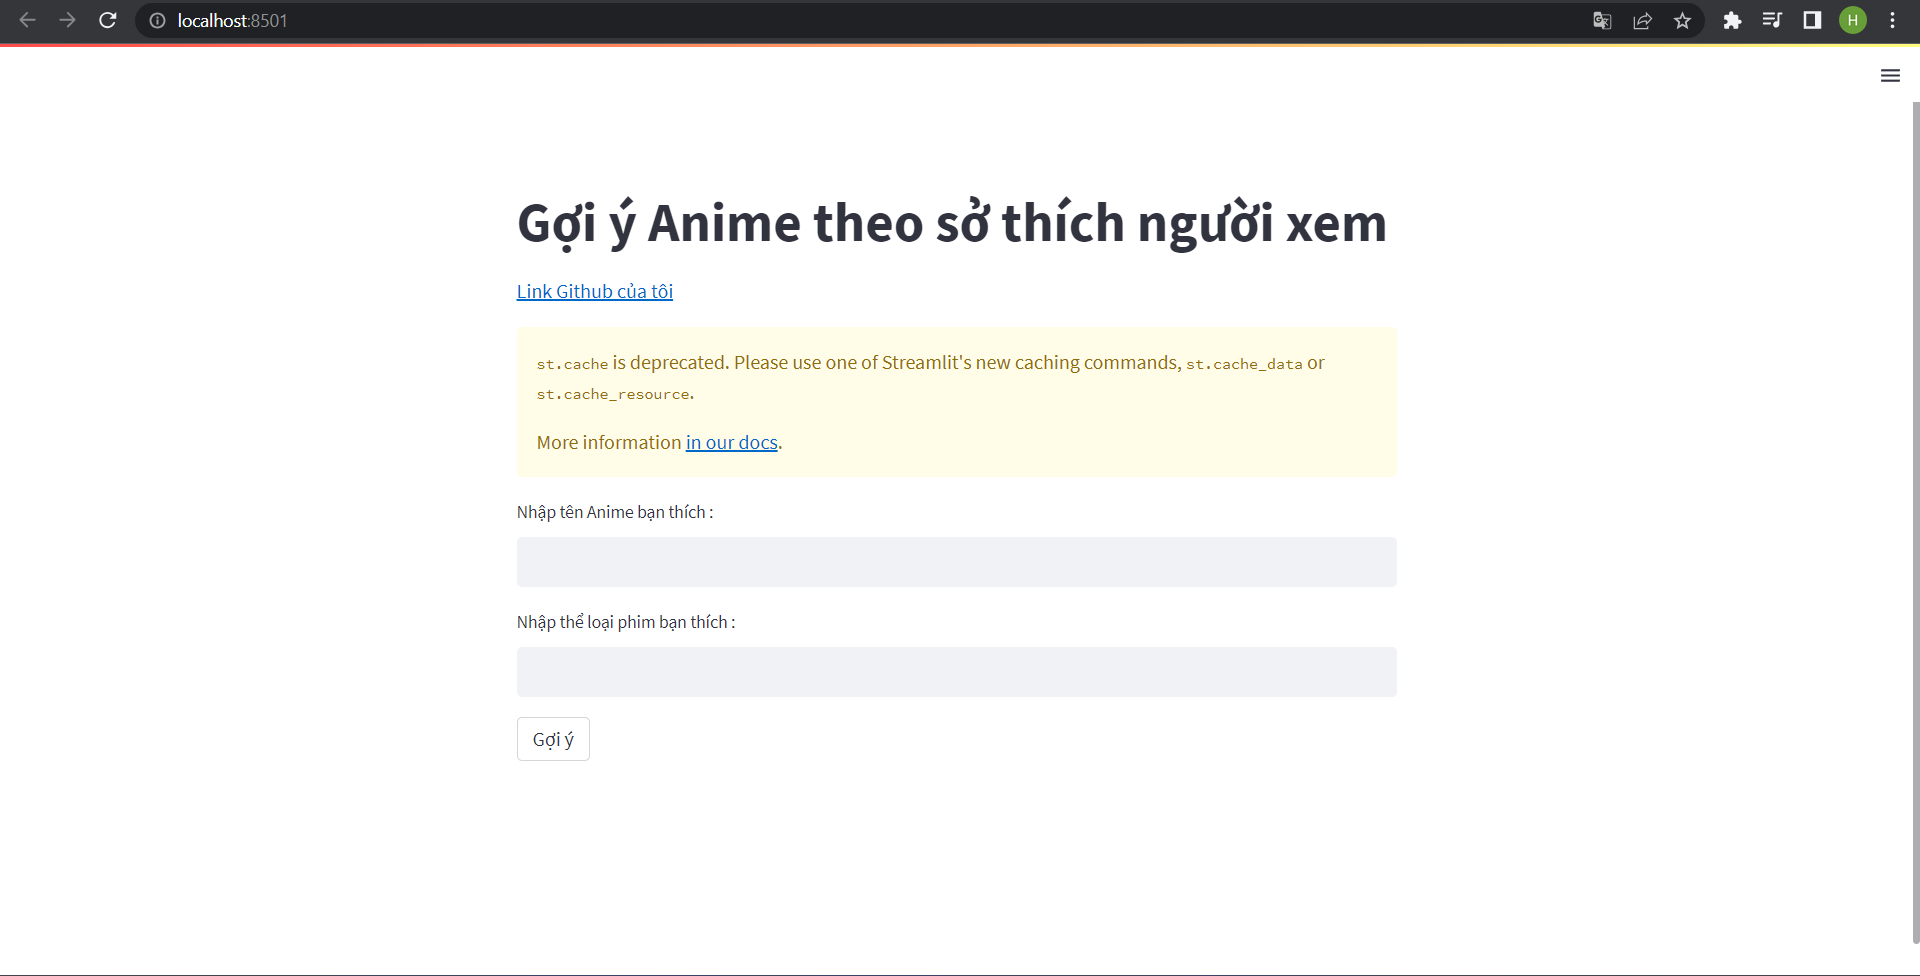 localhost:8501
H
Gợi ý Anime theo sở thích người xem
Link Github của tôi
st.cache is deprecated. Please use one of Streamlit's new caching commands, st.cache_data or
st.cache_resource.
More information in our docs.
Nhập tên Anime bạn thích :
Nhập thể loại phim bạn thích :
Gợi ý